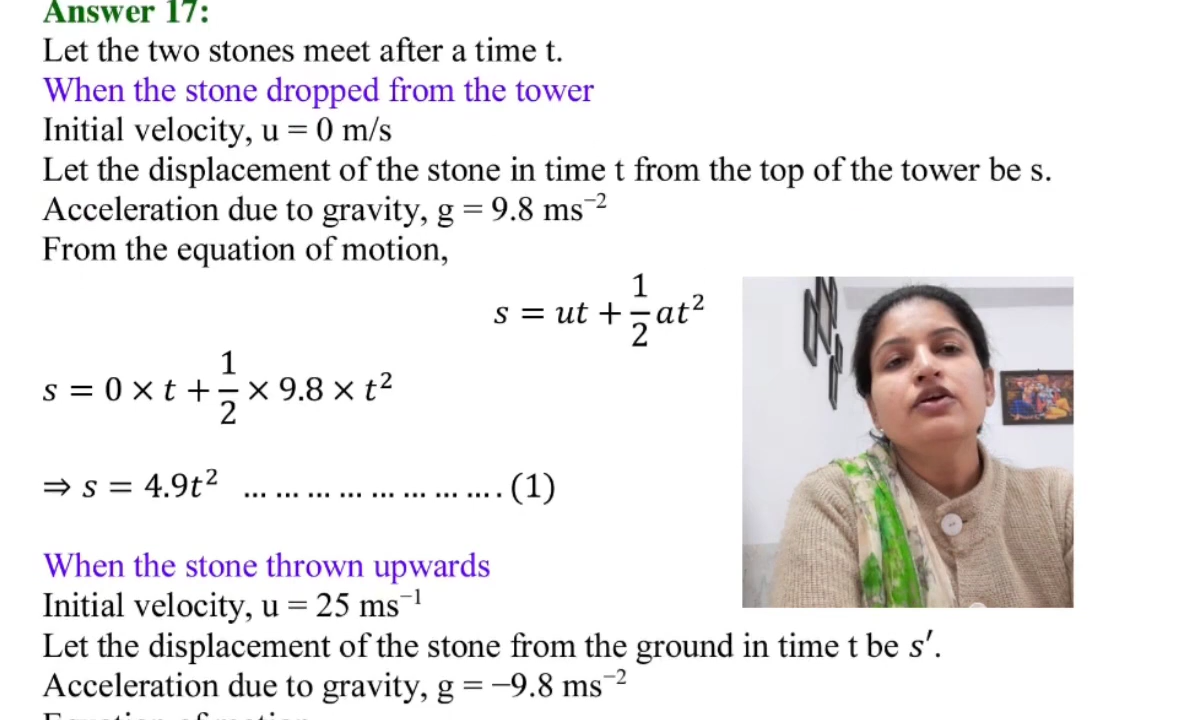 Answer 17:
Let the two stones meet after a time t.
When the stone dropped from the tower
Initial velocity, u = 0 m/s
Let the displacement of the stone in time t from the top of the tower be s.
Acceleration due to gravity, g = 9.8 ms⁻²
From the equation of motion,
s = ut + 1/2 at²
s = 0 × t + 1/2 × 9.8 × t²
⇒ s = 4.9t² ... ... ... ... ... ... ... .... (1)
When the stone thrown upwards
Initial velocity, u = 25 ms⁻¹
Let the displacement of the stone from the ground in time t be s′.
Acceleration due to gravity, g = −9.8 ms⁻²